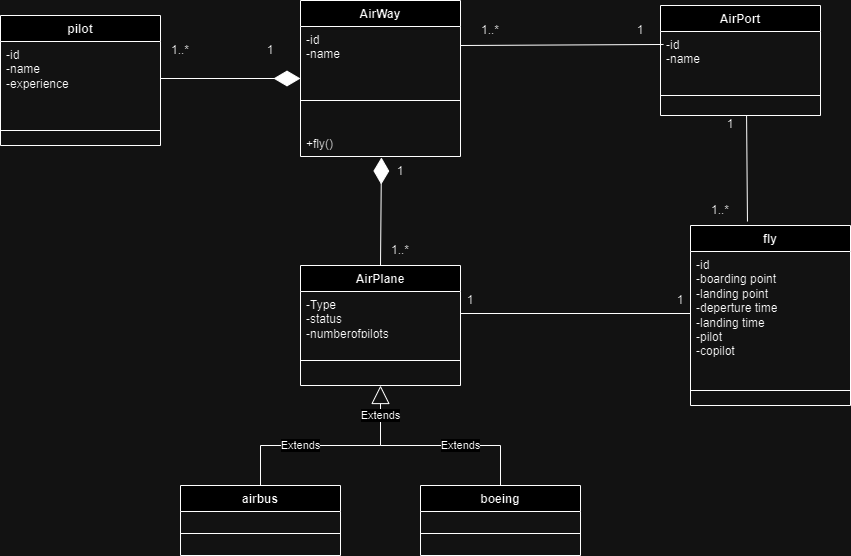 pilot
-id
-name
-experience
1..*
1
AirWay
-id
-name
+fly()
1..*
1
AirPort
-id
-name
1
1..*
1
1..*
AirPlane
-Type
-status
-numberofpilots
1
1
fly
-id
-boarding point
-landing point
-deperture time
-landing time
-pilot
-copilot
Extends
Extends
Extends
airbus
boeing